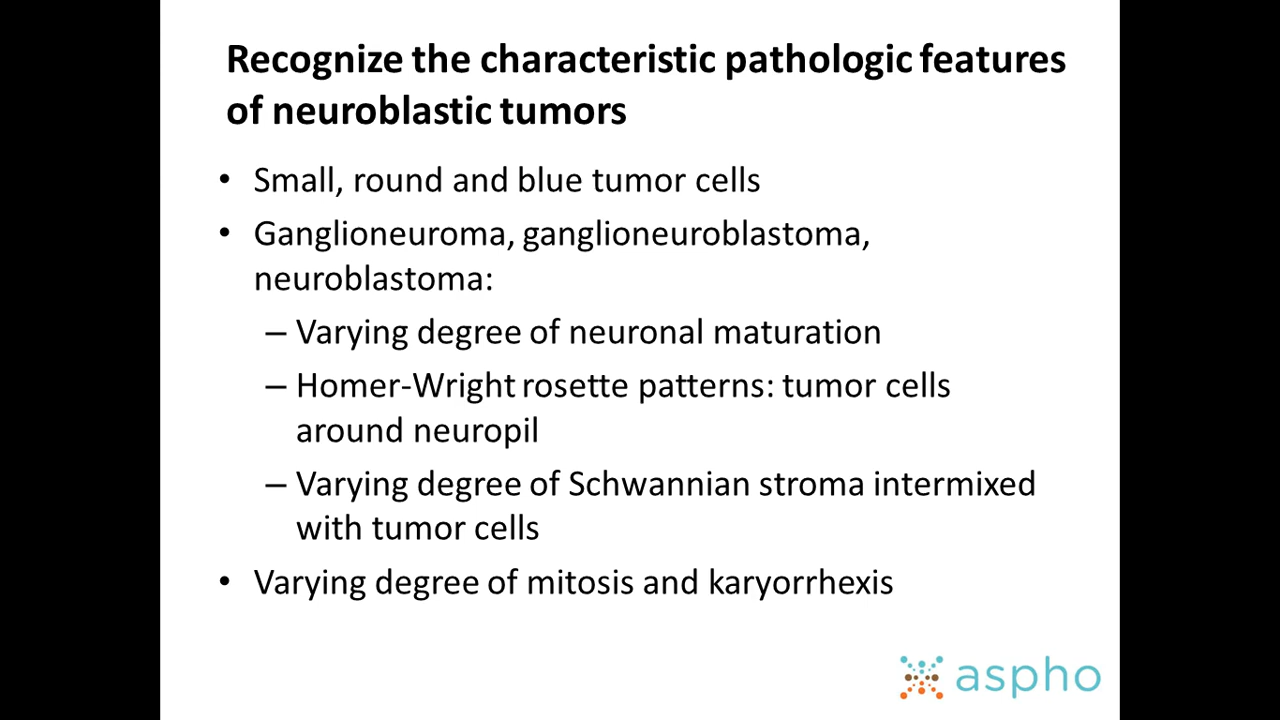 Recognize the characteristic pathologic features
of neuroblastic tumors
• Small, round and blue tumor cells
• Ganglioneuroma, ganglioneuroblastoma,
neuroblastoma:
– Varying degree of neuronal maturation
– Homer-Wright rosette patterns: tumor cells
around neuropil
– Varying degree of Schwannian stroma intermixed
with tumor cells
• Varying degree of mitosis and karyorrhexis
aspho